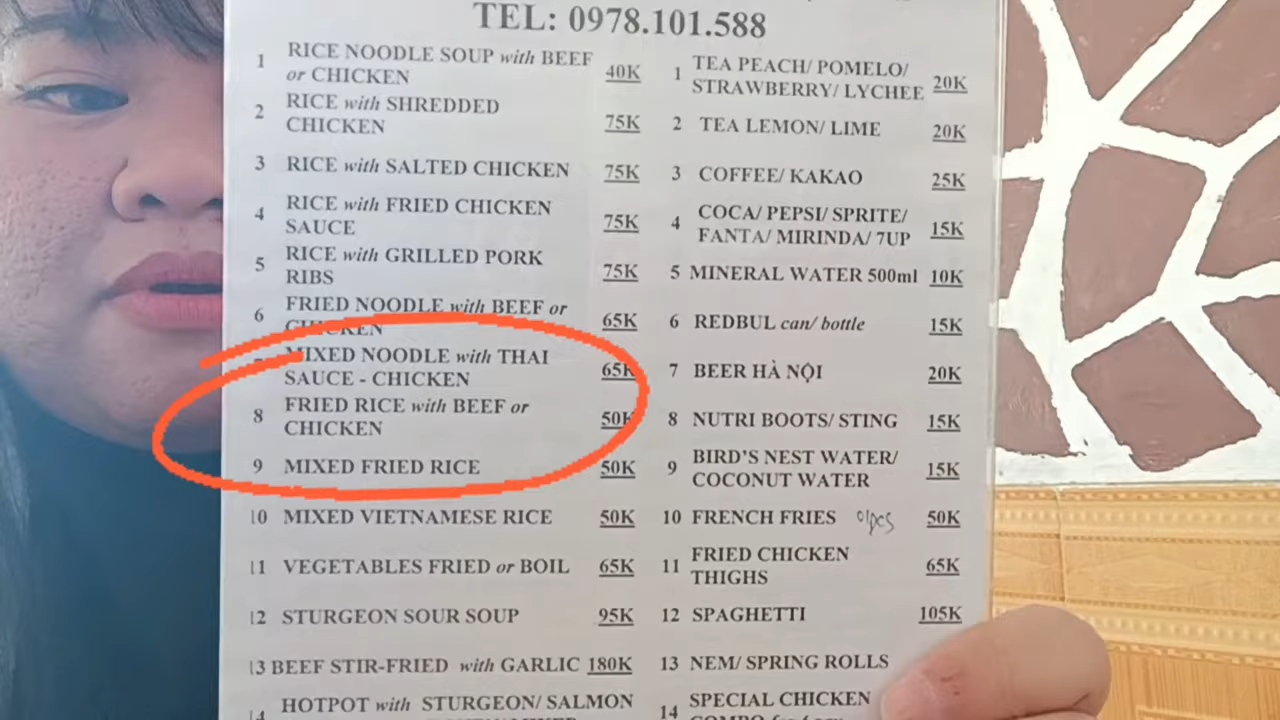 TEL: 0978.101.588
1 RICE NOODLE SOUP with BEEF
or CHICKEN 40K
2 RICE with SHREDDED
CHICKEN 75K
3 RICE with SALTED CHICKEN 75K
4 RICE with FRIED CHICKEN
SAUCE 75K
5 RICE with GRILLED PORK
RIBS 75K
6 FRIED NOODLE with BEEF or
CHICKEN 65K
MIXED NOODLE with THAI
SAUCE - CHICKEN 65K
8 FRIED RICE with BEEF or
CHICKEN 50K
9 MIXED FRIED RICE 50K
10 MIXED VIETNAMESE RICE 50K
11 VEGETABLES FRIED or BOIL 65K
12 STURGEON SOUR SOUP 95K
13 BEEF STIR-FRIED with GARLIC 180K
14 HOTPOT with STURGEON/ SALMON
1 TEA PEACH/ POMELO/
STRAWBERRY/ LYCHEE 20K
2 TEA LEMON/ LIME 20K
3 COFFEE/ KAKAO 25K
4 COCA/ PEPSI/ SPRITE/
FANTA/ MIRINDA/ 7UP 15K
5 MINERAL WATER 500ml 10K
6 REDBUL can/ bottle 15K
7 BEER HÀ NỘI 20K
8 NUTRI BOOTS/ STING 15K
9 BIRD'S NEST WATER/
COCONUT WATER 15K
10 FRENCH FRIES 01pcs 50K
11 FRIED CHICKEN
THIGHS 65K
12 SPAGHETTI 105K
13 NEM/ SPRING ROLLS
14 SPECIAL CHICKEN